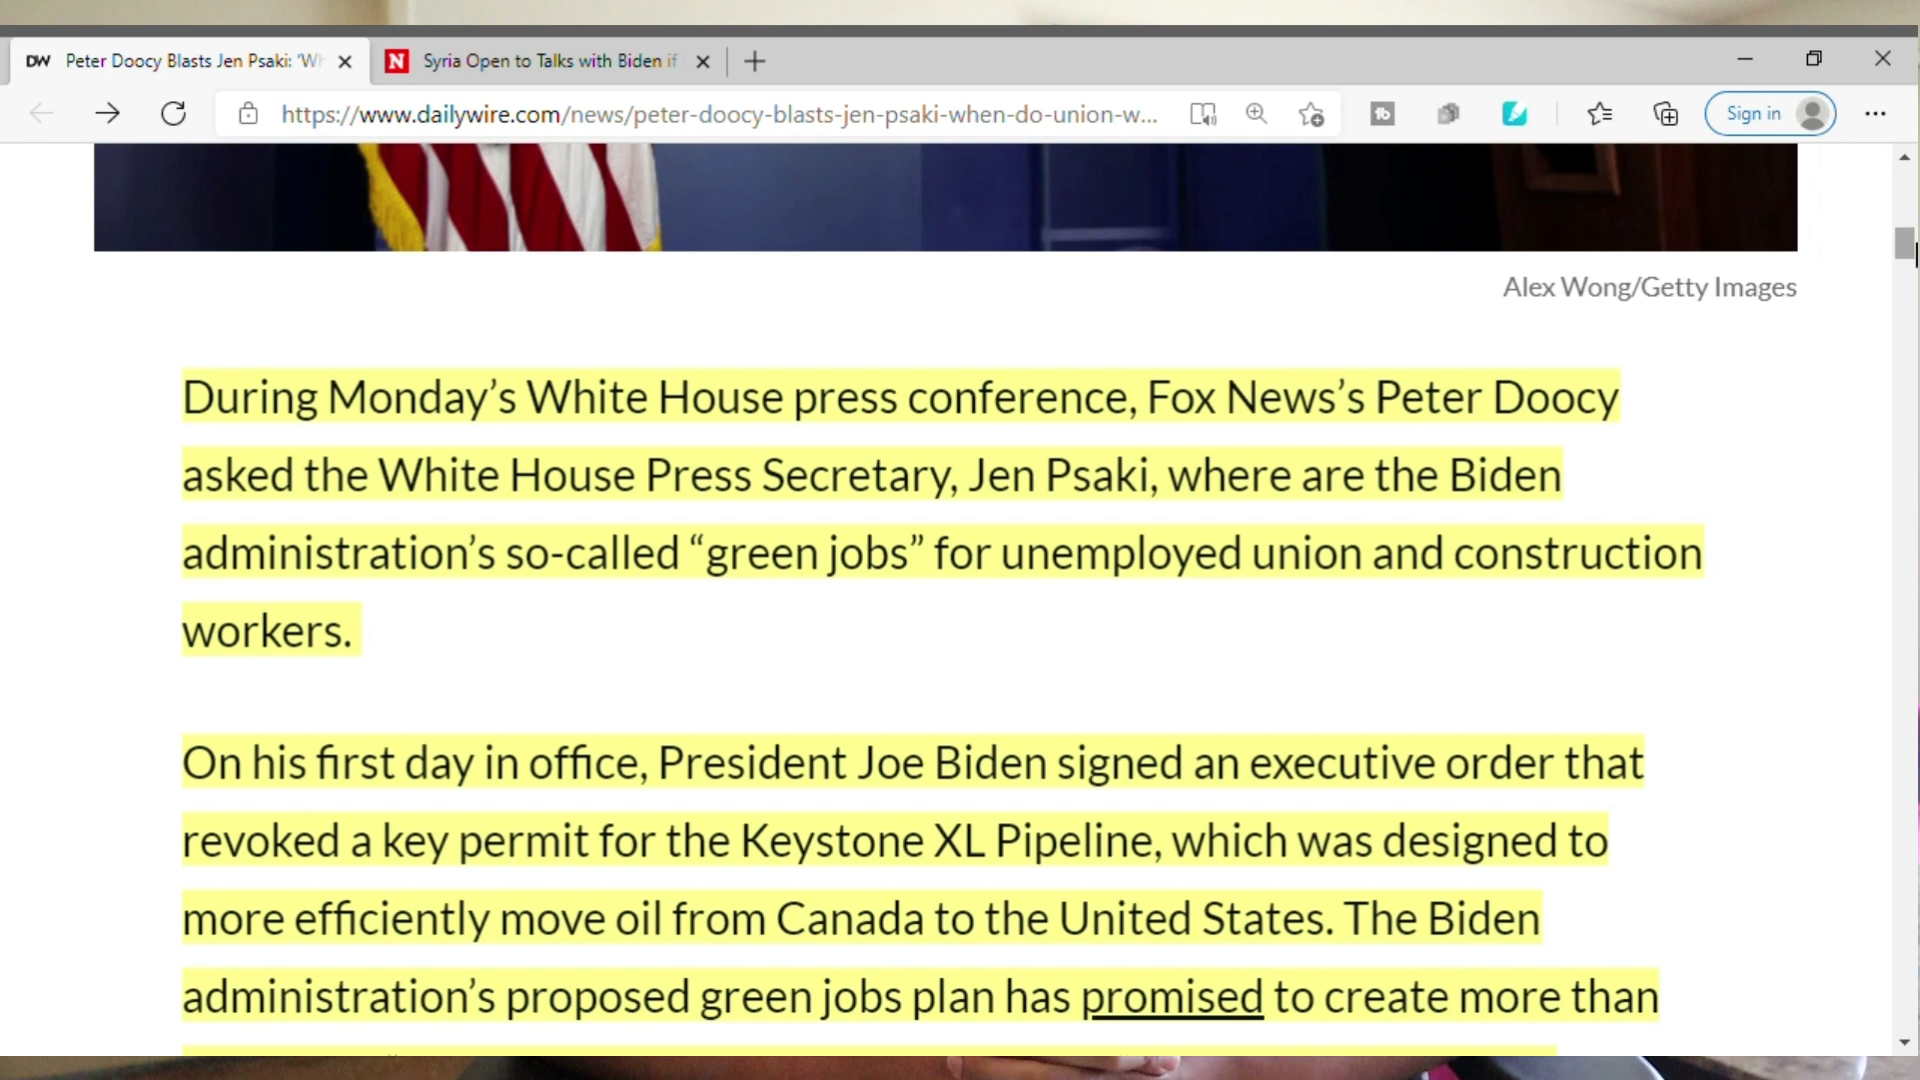 DW Peter Doocy Blasts Jen Psaki: 'Wh
N Syria Open to Talks with Biden if
https://www.dailywire.com/news/peter-doocy-blasts-jen-psaki-when-do-union-w...
Sign in
Alex Wong/Getty Images
During Monday’s White House press conference, Fox News’s Peter Doocy
asked the White House Press Secretary, Jen Psaki, where are the Biden
administration’s so-called “green jobs” for unemployed union and construction
workers.
On his first day in office, President Joe Biden signed an executive order that
revoked a key permit for the Keystone XL Pipeline, which was designed to
more efficiently move oil from Canada to the United States. The Biden
administration’s proposed green jobs plan has promised to create more than